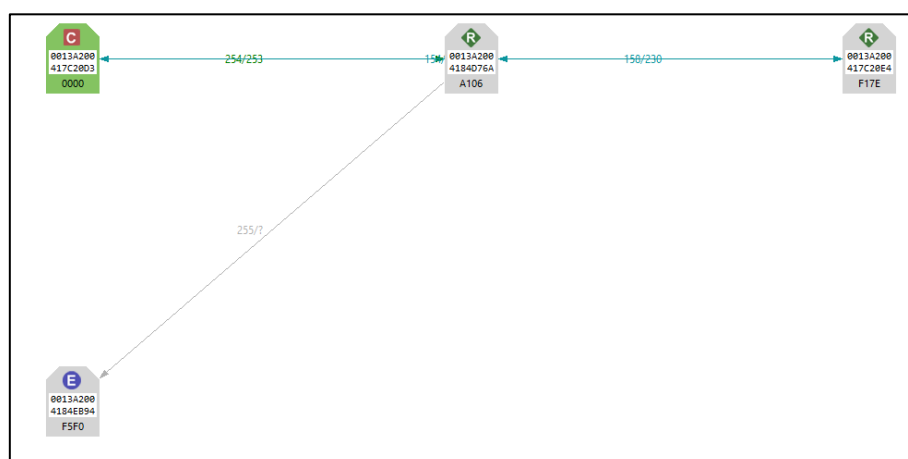 C
0013A200
417C20D3
0000
254/253
R
0013A200
4184D76A
A106
158/230
R
0013A200
417C20E4
F17E
255/?
E
0013A200
4184EB94
F5F0